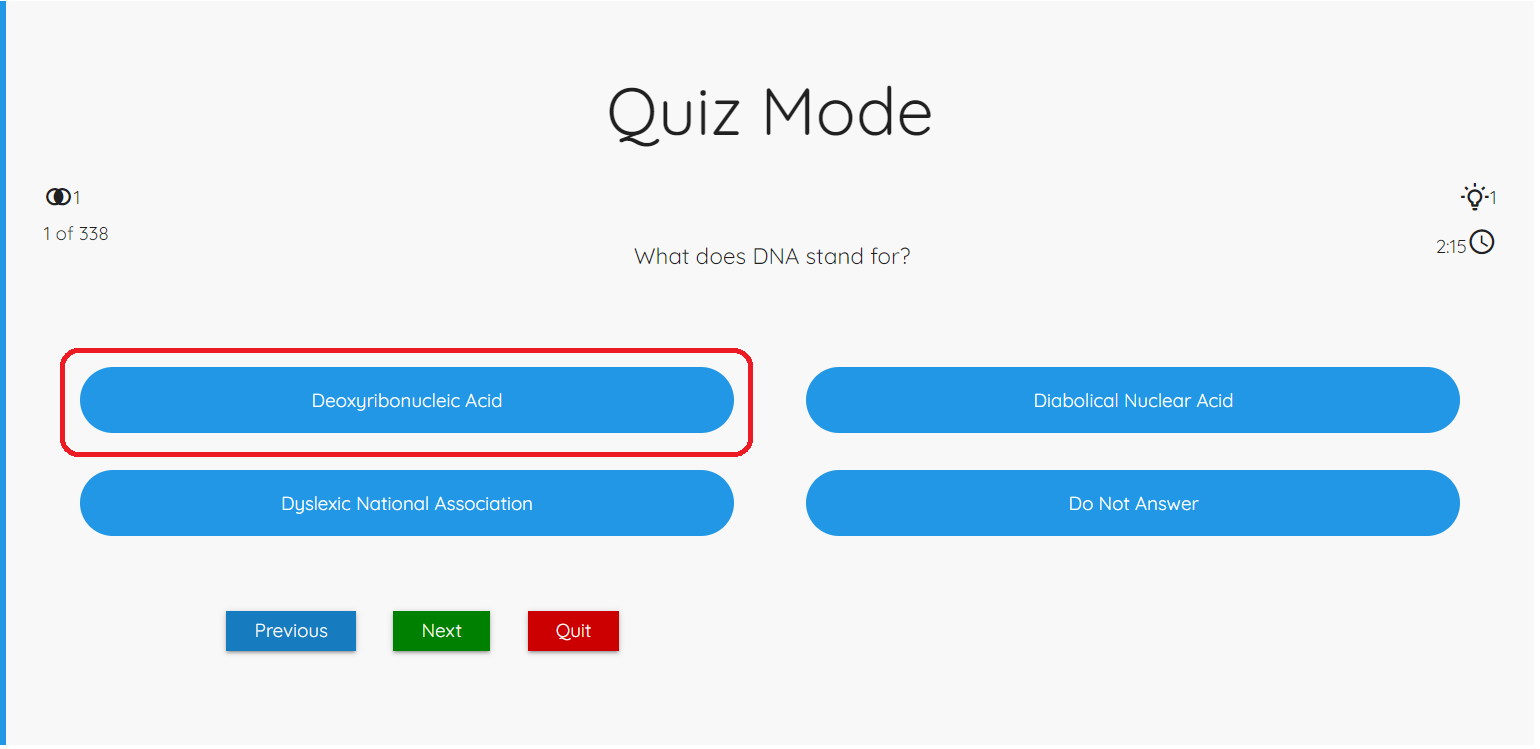 Quiz Mode
1
1 of 338
1
2:15
What does DNA stand for?
Deoxyribonucleic Acid
Diabolical Nuclear Acid
Dyslexic National Association
Do Not Answer
Previous
Next
Quit